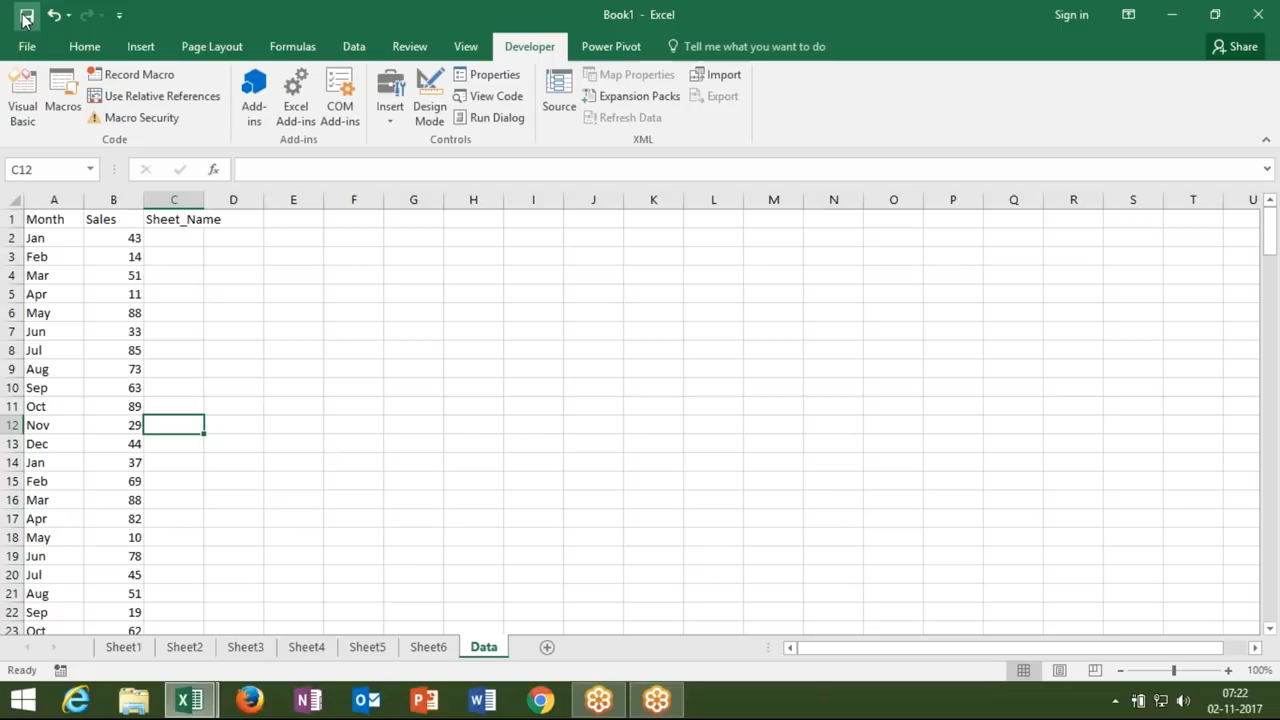 Book1 - Excel
Sign in
File Home Insert Page Layout Formulas Data Review View Developer Power Pivot Tell me what you want to do Share
Visual Basic
Macros
Record Macro
Use Relative References
Macro Security
Code
Add-ins
Excel Add-ins
COM Add-ins
Add-ins
Insert
Design Mode
Properties
View Code
Run Dialog
Controls
Source
Map Properties
Expansion Packs
Refresh Data
Import
Export
XML
C12 fx
A B C D E F G H I J K L M N O P Q R S T U
1 Month Sales Sheet_Name
2 Jan 43
3 Feb 14
4 Mar 51
5 Apr 11
6 May 88
7 Jun 33
8 Jul 85
9 Aug 73
10 Sep 63
11 Oct 89
12 Nov 29
13 Dec 44
14 Jan 37
15 Feb 69
16 Mar 88
17 Apr 82
18 May 10
19 Jun 78
20 Jul 45
21 Aug 51
22 Sep 19
23 Oct 62
Sheet1 Sheet2 Sheet3 Sheet4 Sheet5 Sheet6 Data
Ready 100%
07:22
02-11-2017